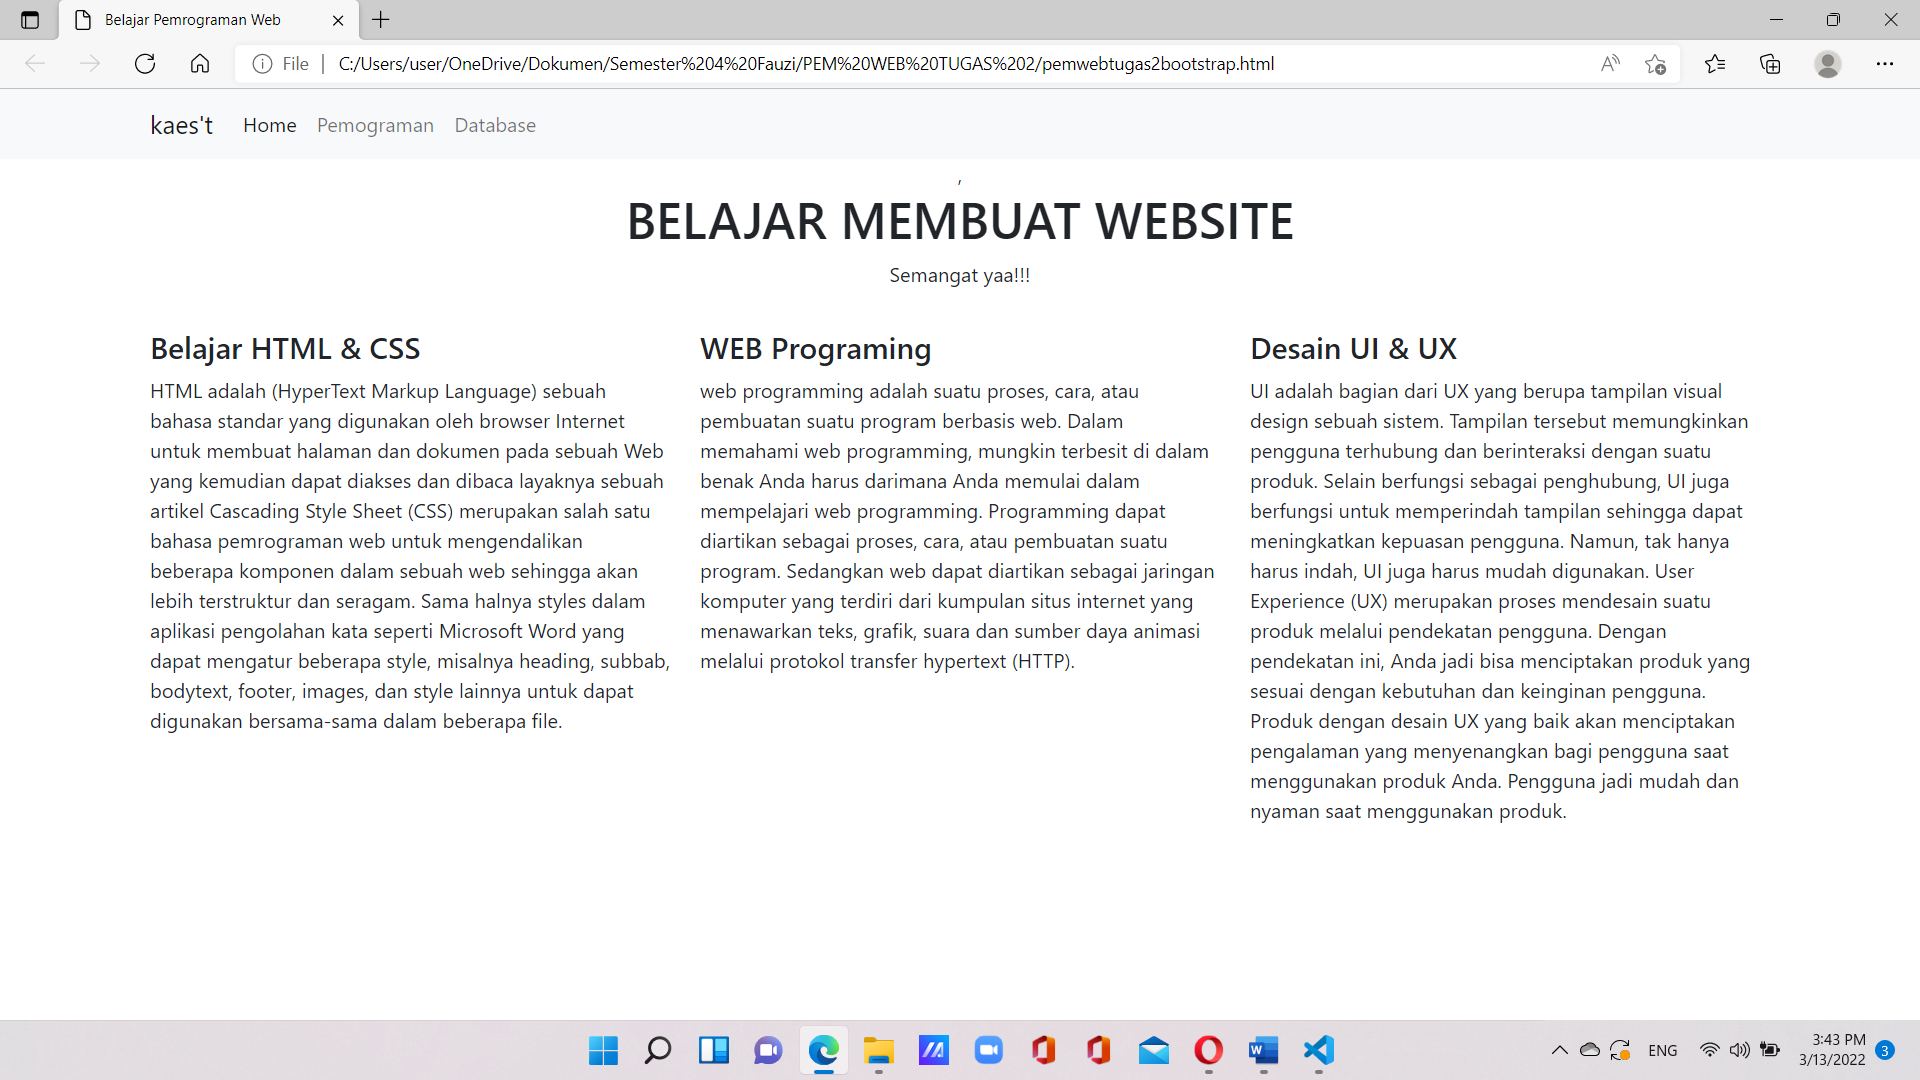 Belajar Pemrograman Web
File
C:/Users/user/OneDrive/Dokumen/Semester%204%20Fauzi/PEM%20WEB%20TUGAS%202/pemwebtugas2bootstrap.html
kaes't Home Pemograman Database
,
BELAJAR MEMBUAT WEBSITE
Semangat yaa!!!
Belajar HTML & CSS
HTML adalah (HyperText Markup Language) sebuah
bahasa standar yang digunakan oleh browser Internet
untuk membuat halaman dan dokumen pada sebuah Web
yang kemudian dapat diakses dan dibaca layaknya sebuah
artikel Cascading Style Sheet (CSS) merupakan salah satu
bahasa pemrograman web untuk mengendalikan
beberapa komponen dalam sebuah web sehingga akan
lebih terstruktur dan seragam. Sama halnya styles dalam
aplikasi pengolahan kata seperti Microsoft Word yang
dapat mengatur beberapa style, misalnya heading, subbab,
bodytext, footer, images, dan style lainnya untuk dapat
digunakan bersama-sama dalam beberapa file.
WEB Programing
web programming adalah suatu proses, cara, atau
pembuatan suatu program berbasis web. Dalam
memahami web programming, mungkin terbesit di dalam
benak Anda harus darimana Anda memulai dalam
mempelajari web programming. Programming dapat
diartikan sebagai proses, cara, atau pembuatan suatu
program. Sedangkan web dapat diartikan sebagai jaringan
komputer yang terdiri dari kumpulan situs internet yang
menawarkan teks, grafik, suara dan sumber daya animasi
melalui protokol transfer hypertext (HTTP).
Desain UI & UX
UI adalah bagian dari UX yang berupa tampilan visual
design sebuah sistem. Tampilan tersebut memungkinkan
pengguna terhubung dan berinteraksi dengan suatu
produk. Selain berfungsi sebagai penghubung, UI juga
berfungsi untuk memperindah tampilan sehingga dapat
meningkatkan kepuasan pengguna. Namun, tak hanya
harus indah, UI juga harus mudah digunakan. User
Experience (UX) merupakan proses mendesain suatu
produk melalui pendekatan pengguna. Dengan
pendekatan ini, Anda jadi bisa menciptakan produk yang
sesuai dengan kebutuhan dan keinginan pengguna.
Produk dengan desain UX yang baik akan menciptakan
pengalaman yang menyenangkan bagi pengguna saat
menggunakan produk Anda. Pengguna jadi mudah dan
nyaman saat menggunakan produk.
ENG
3:43 PM
3/13/2022
3